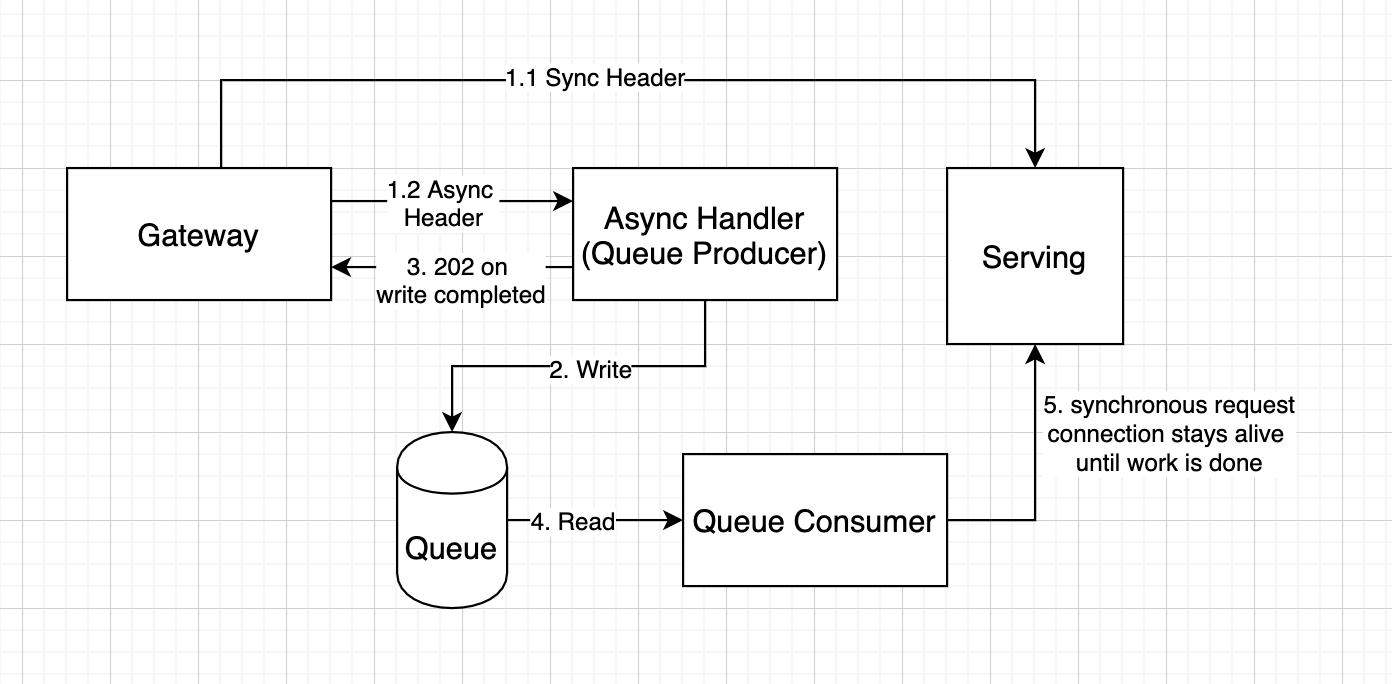 1.1 Sync Header
Gateway
1.2 Async
Header
3. 202 on
write completed
Async Handler
(Queue Producer)
Serving
2. Write
Queue
4. Read
Queue Consumer
5. synchronous request
connection stays alive
until work is done